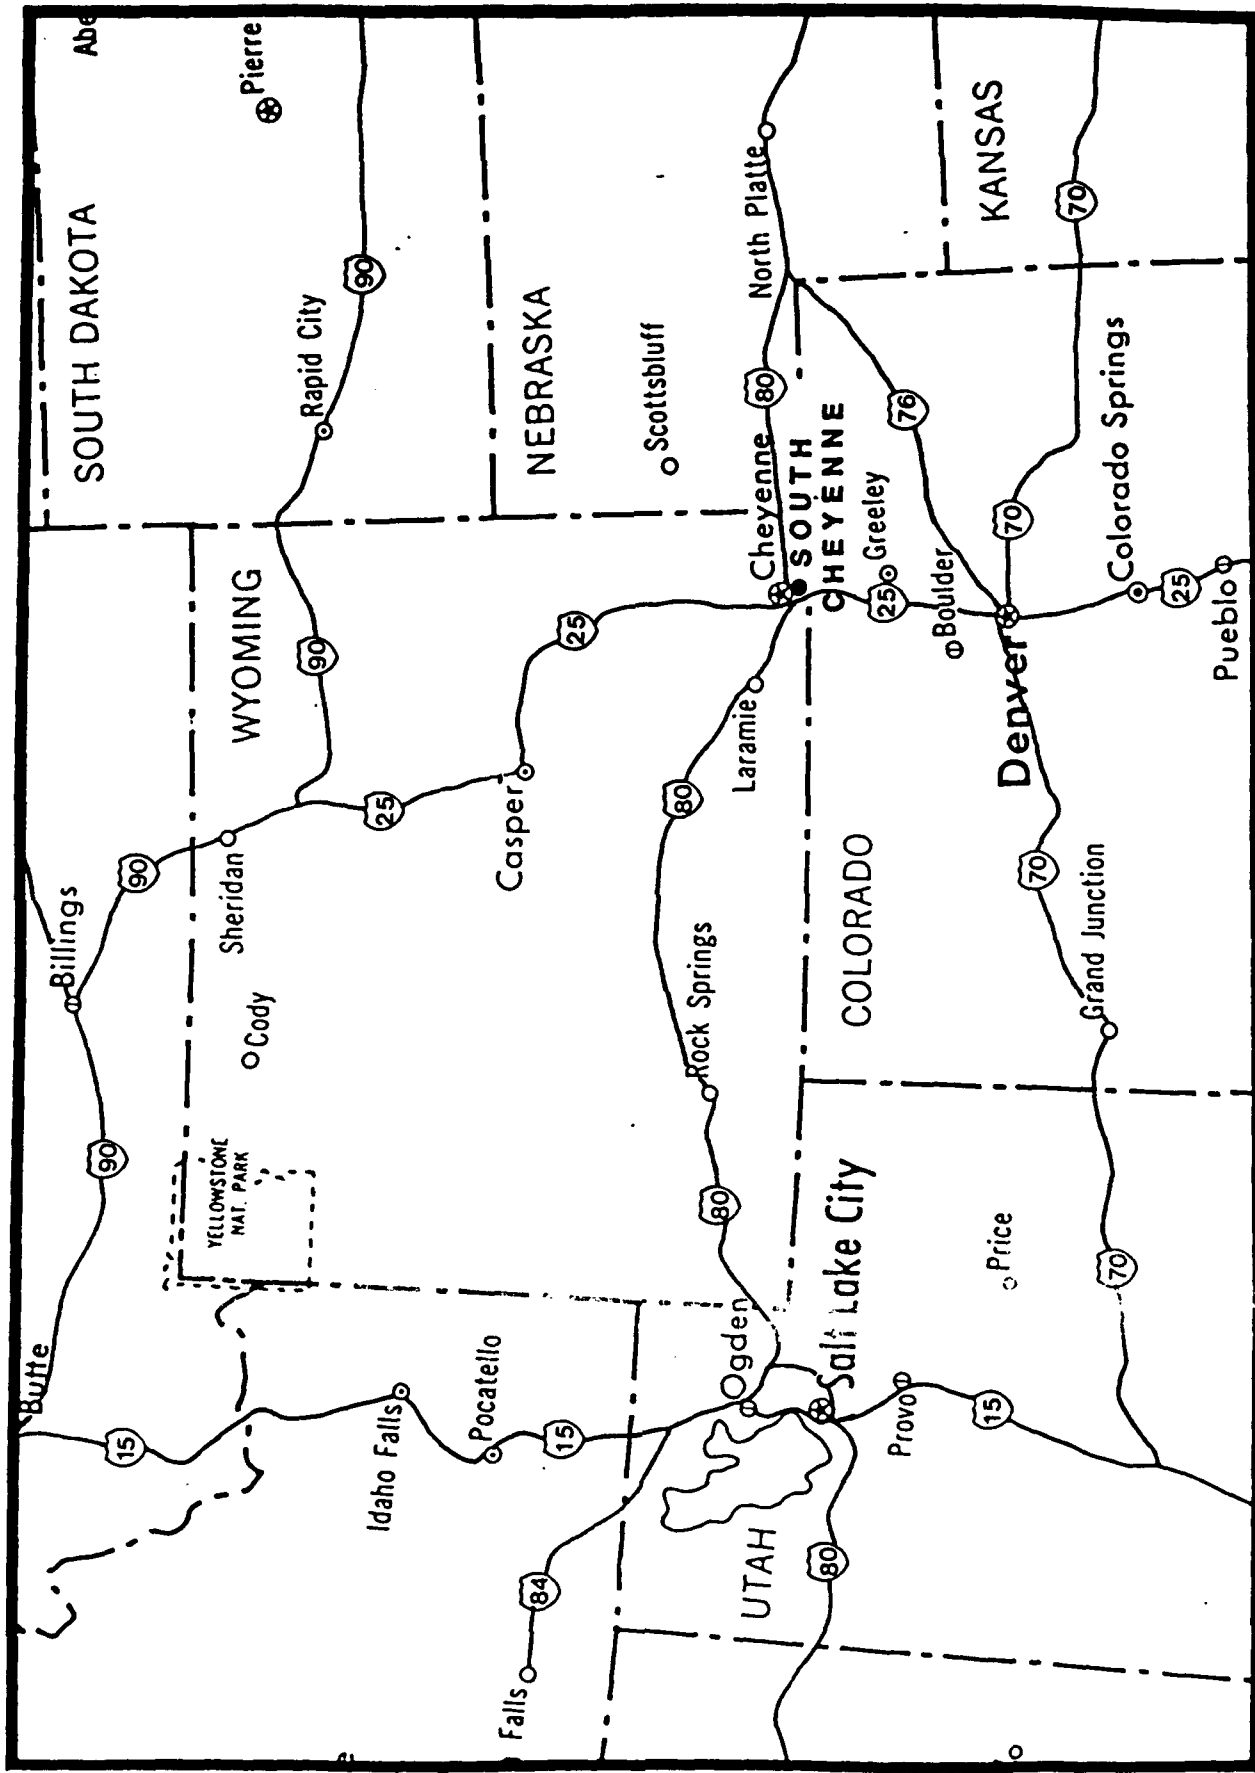 Butte
Billings
Abe
90
90
SOUTH DAKOTA
Pierre
15
YELLOWSTONE
NAT. PARK
Cody
Sheridan
WYOMING
90
Rapid City
90
Idaho Falls
Pocatello
15
25
Casper
25
NEBRASKA
Scottsbluff
Falls
84
Ogden
80
Rock Springs
80
Laramie
Cheyenne
80
North Platte
UTAH
80
Salt Lake City
COLORADO
SOUTH
CHEYENNE
25
Greeley
76
Provo
15
Price
Boulder
KANSAS
Denver
70
70
70
Grand Junction
70
Colorado Springs
25
Pueblo